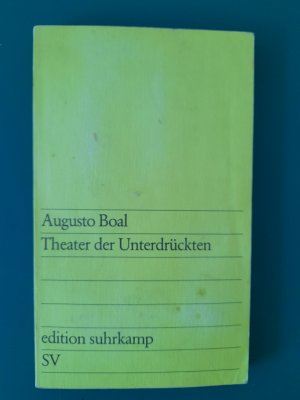 Augusto Boal
Theater der Unterdrückten
edition suhrkamp
SV